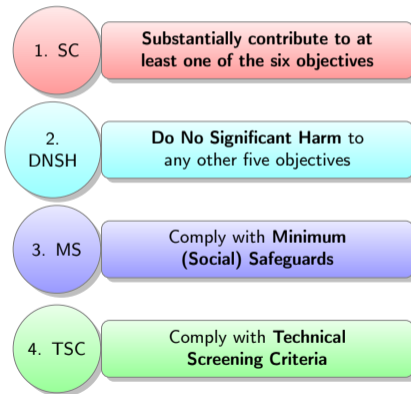 1. SC
Substantially contribute to at
least one of the six objectives
2.
DNSH
Do No Significant Harm to
any other five objectives
3. MS
Comply with Minimum
(Social) Safeguards
4. TSC
Comply with Technical
Screening Criteria